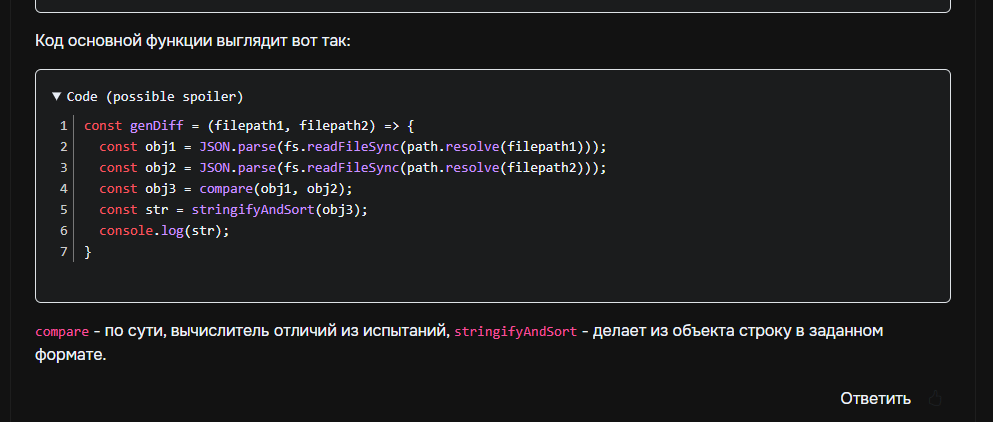 Код основной функции выглядит вот так:
▼ Code (possible spoiler)
1 const genDiff = (filepath1, filepath2) => {
2   const obj1 = JSON.parse(fs.readFileSync(path.resolve(filepath1)));
3   const obj2 = JSON.parse(fs.readFileSync(path.resolve(filepath2)));
4   const obj3 = compare(obj1, obj2);
5   const str = stringifyAndSort(obj3);
6   console.log(str);
7 }
compare - по сути, вычислитель отличий из испытаний, stringifyAndSort - делает из объекта строку в заданном
формате.
Ответить